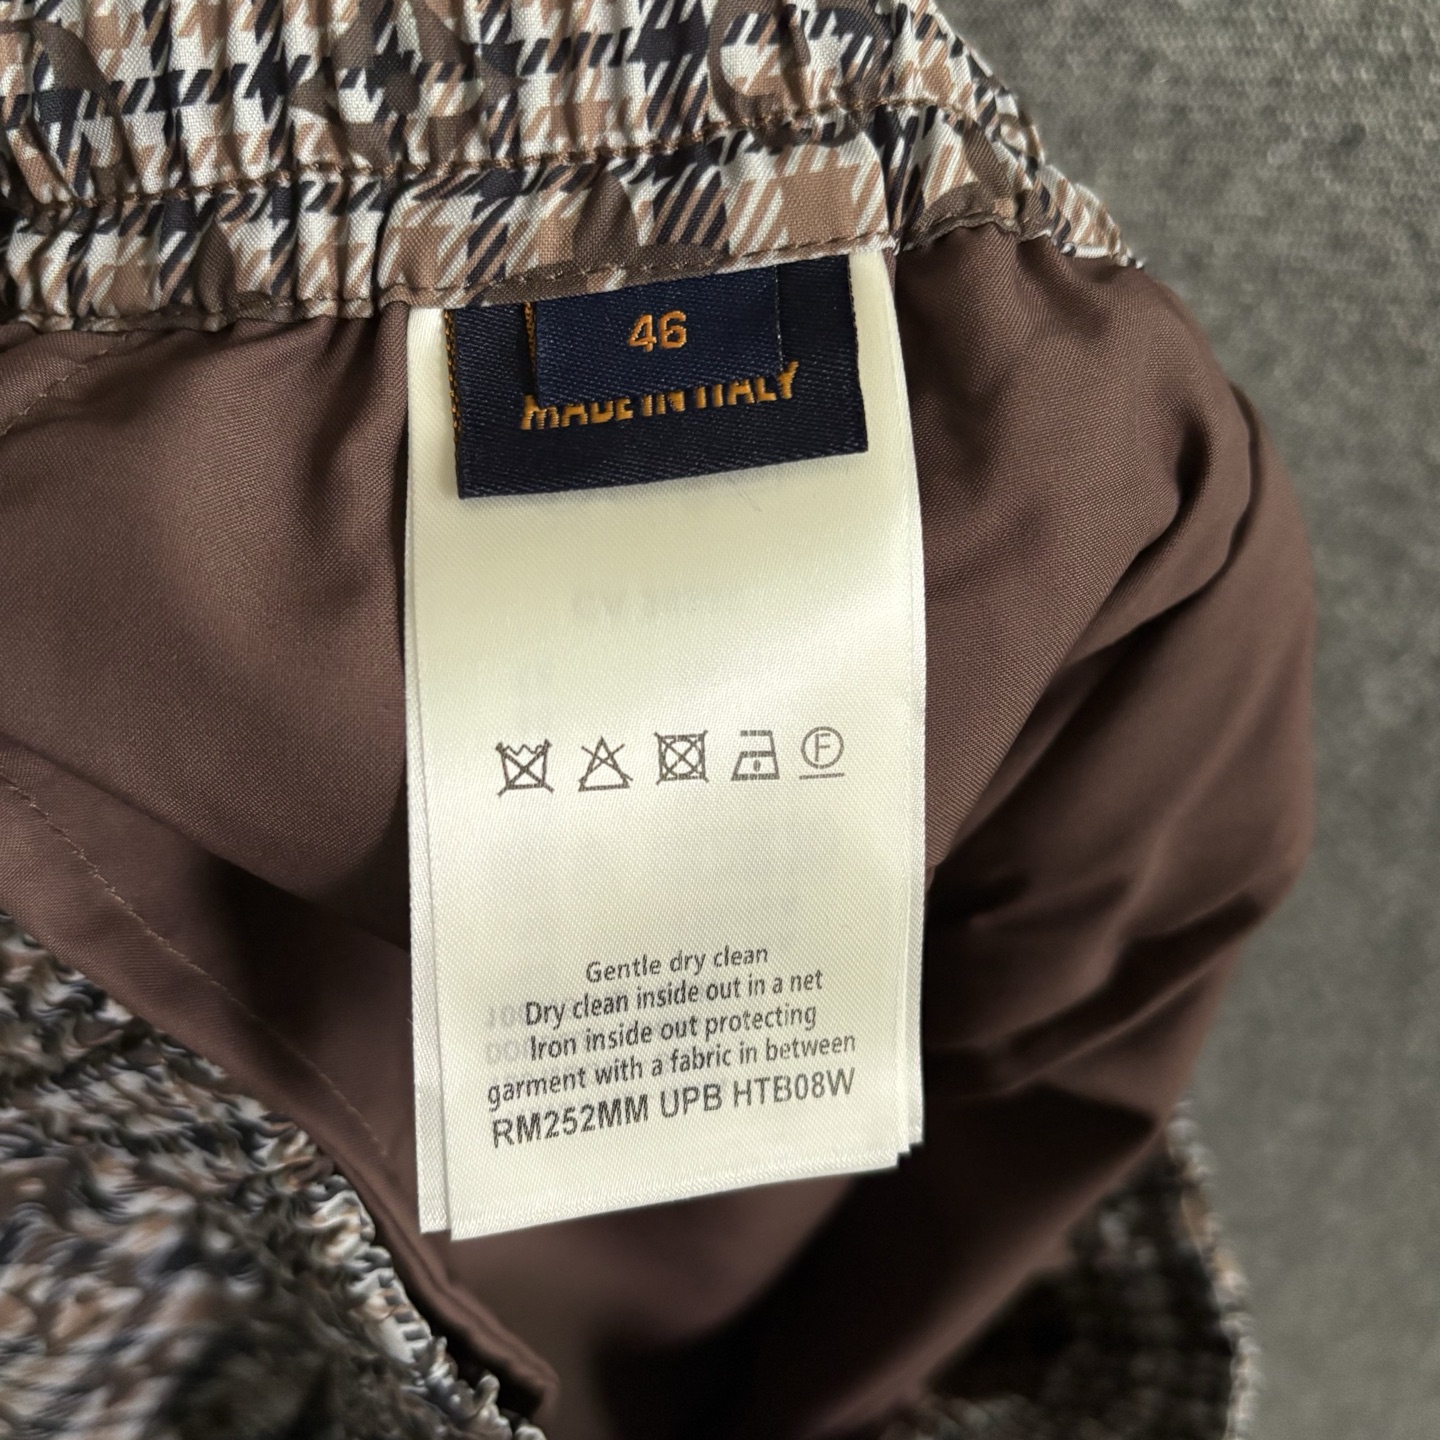 46
MADE IN ITALY
F
Gentle dry clean
Dry clean inside out in a net
Iron inside out protecting
garment with a fabric in between
RM252MM UPB HTB08W